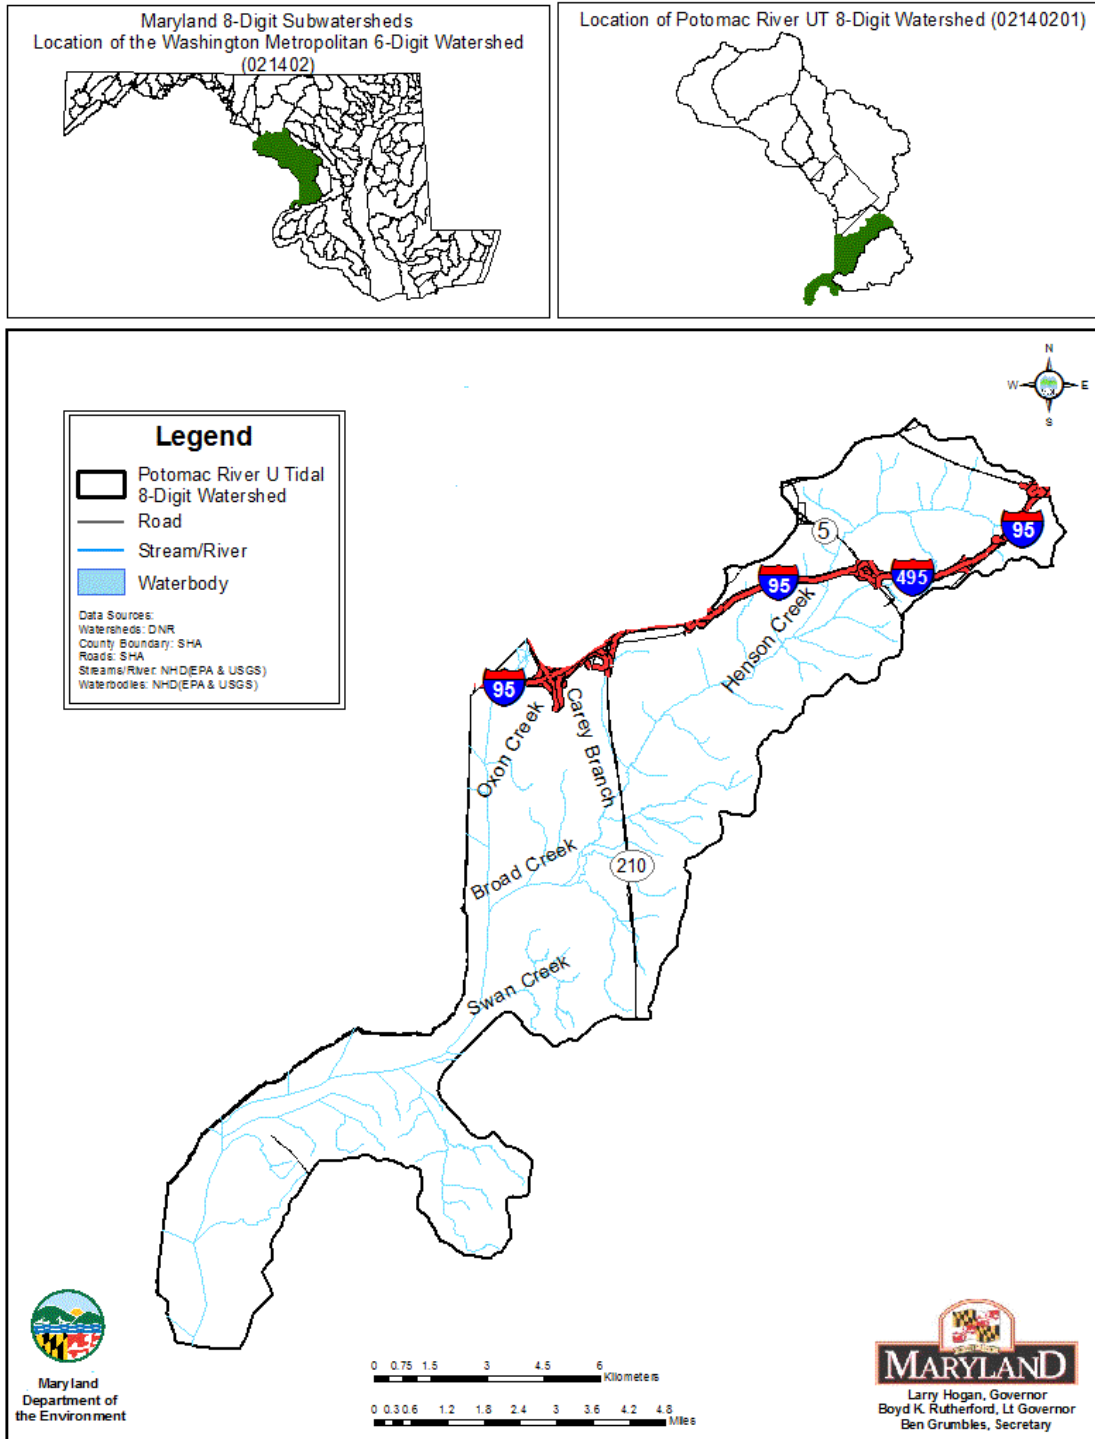 Maryland 8-Digit Subwatersheds
Location of the Washington Metropolitan 6-Digit Watershed
(021402)
Location of Potomac River UT 8-Digit Watershed (02140201)
N
W
E
S
Legend
Potomac River U Tidal
8-Digit Watershed
Road
Stream/River
Waterbody
Data Sources:
Watersheds: DNR
County Boundary: SHA
Roads: SHA
Streams/River: NHD(EPA & USGS)
Waterbodies: NHD(EPA & USGS)
5
95
95
495
Henson Creek
95
Oxon Creek
Carey Branch
210
Broad Creek
Swan Creek
Maryland
Department of
the Environment
0 0.75 1.5 3 4.5 6
Kilometers
0 0.3 0.6 1.2 1.8 2.4 3 3.6 4.2 4.8
Miles
MARYLAND
Larry Hogan, Governor
Boyd K. Rutherford, Lt Governor
Ben Grumbles, Secretary